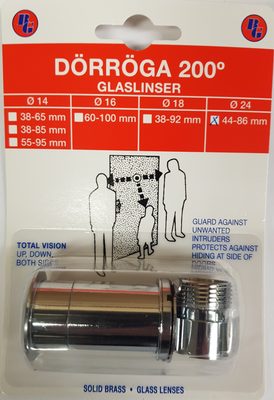 DÖRRÖGA 200º
GLASLINSER
Ø 14 Ø 16 Ø 18 Ø 24
38-65 mm 60-100 mm 38-92 mm 44-86 mm
38-85 mm
55-95 mm
GUARD AGAINST
UNWANTED
INTRUDERS
PROTECTS AGAINST
HIDING AT SIDE OF
DOORS
TOTAL VISION
UP, DOWN,
BOTH SIDES
SOLID BRASS • GLASS LENSES